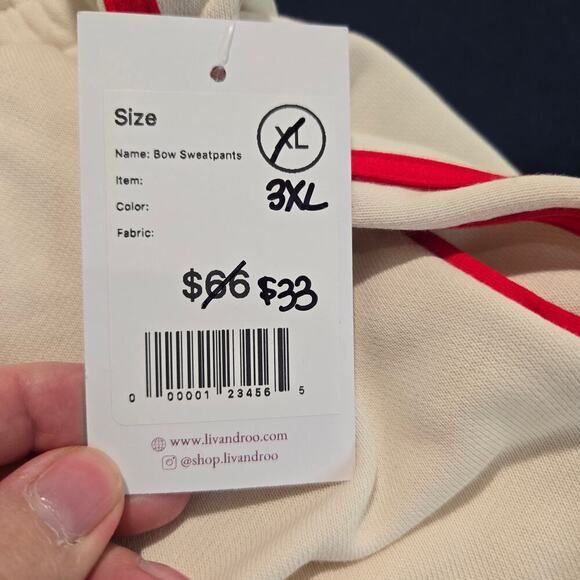 Size
XL
Name: Bow Sweatpants
Item:
3XL
Color:
Fabric:
$66 $33
0 00001 23456 5
www.livandroo.com
@shop.livandroo